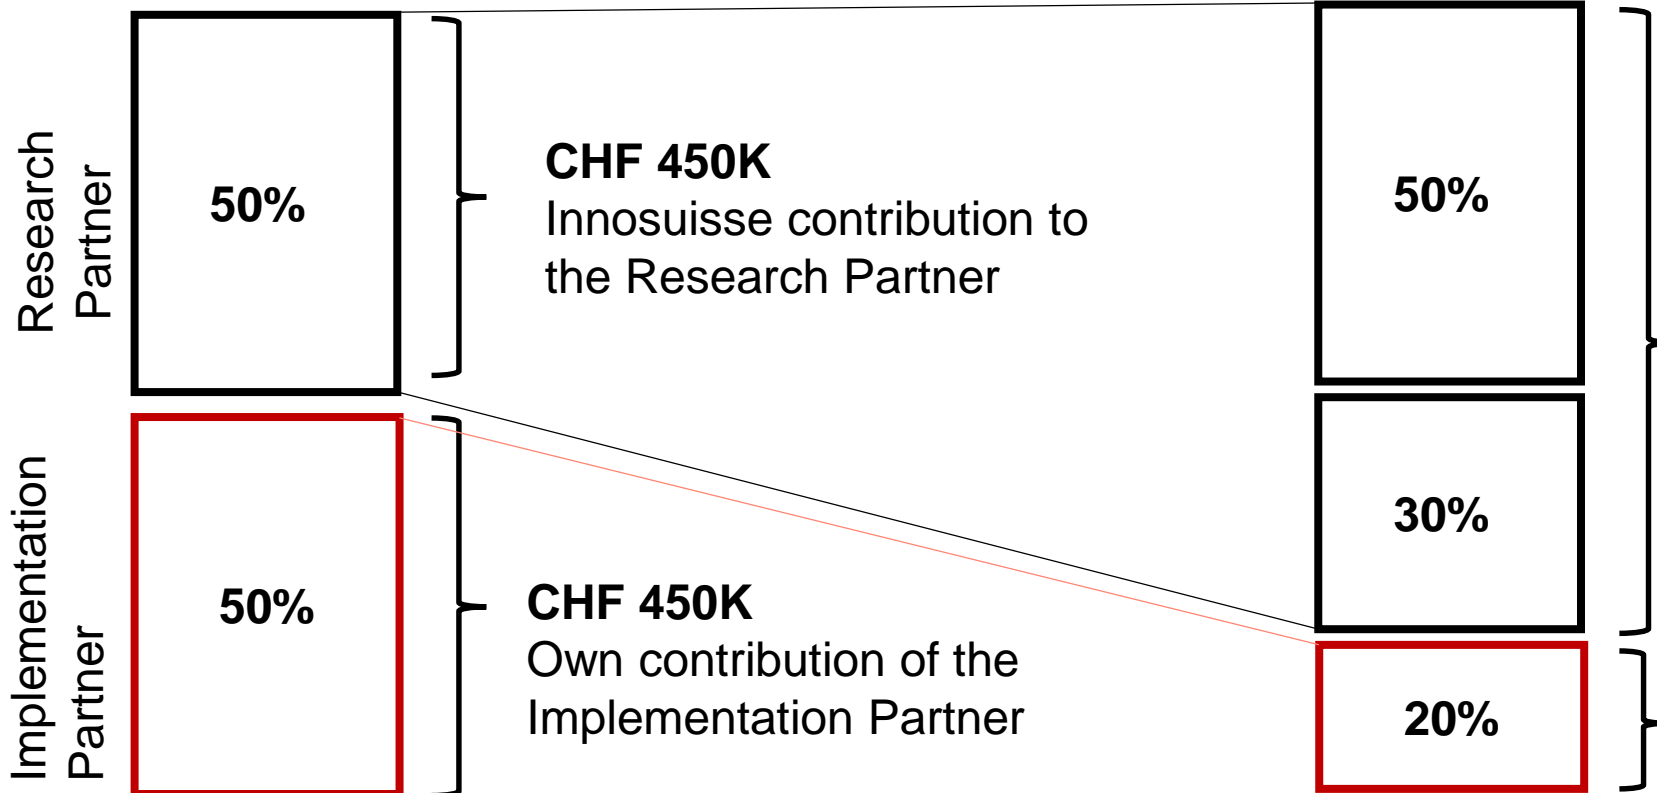 Research
Partner
50%
CHF 450K
Innosuisse contribution to
the Research Partner
50%
30%
Implementation
Partner
50%
CHF 450K
Own contribution of the
Implementation Partner
20%